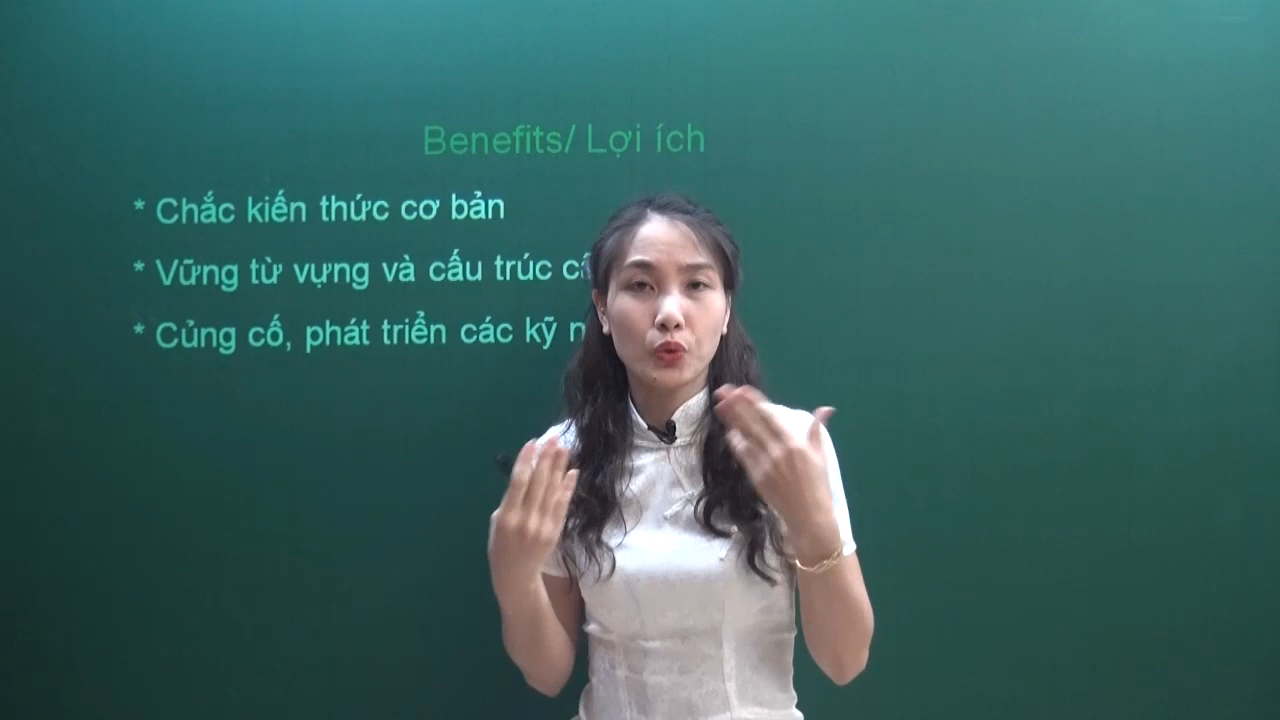 Benefits/ Lợi ích
* Chắc kiến thức cơ bản
* Vững từ vựng và cấu trúc
* Củng cố, phát triển các kỹ